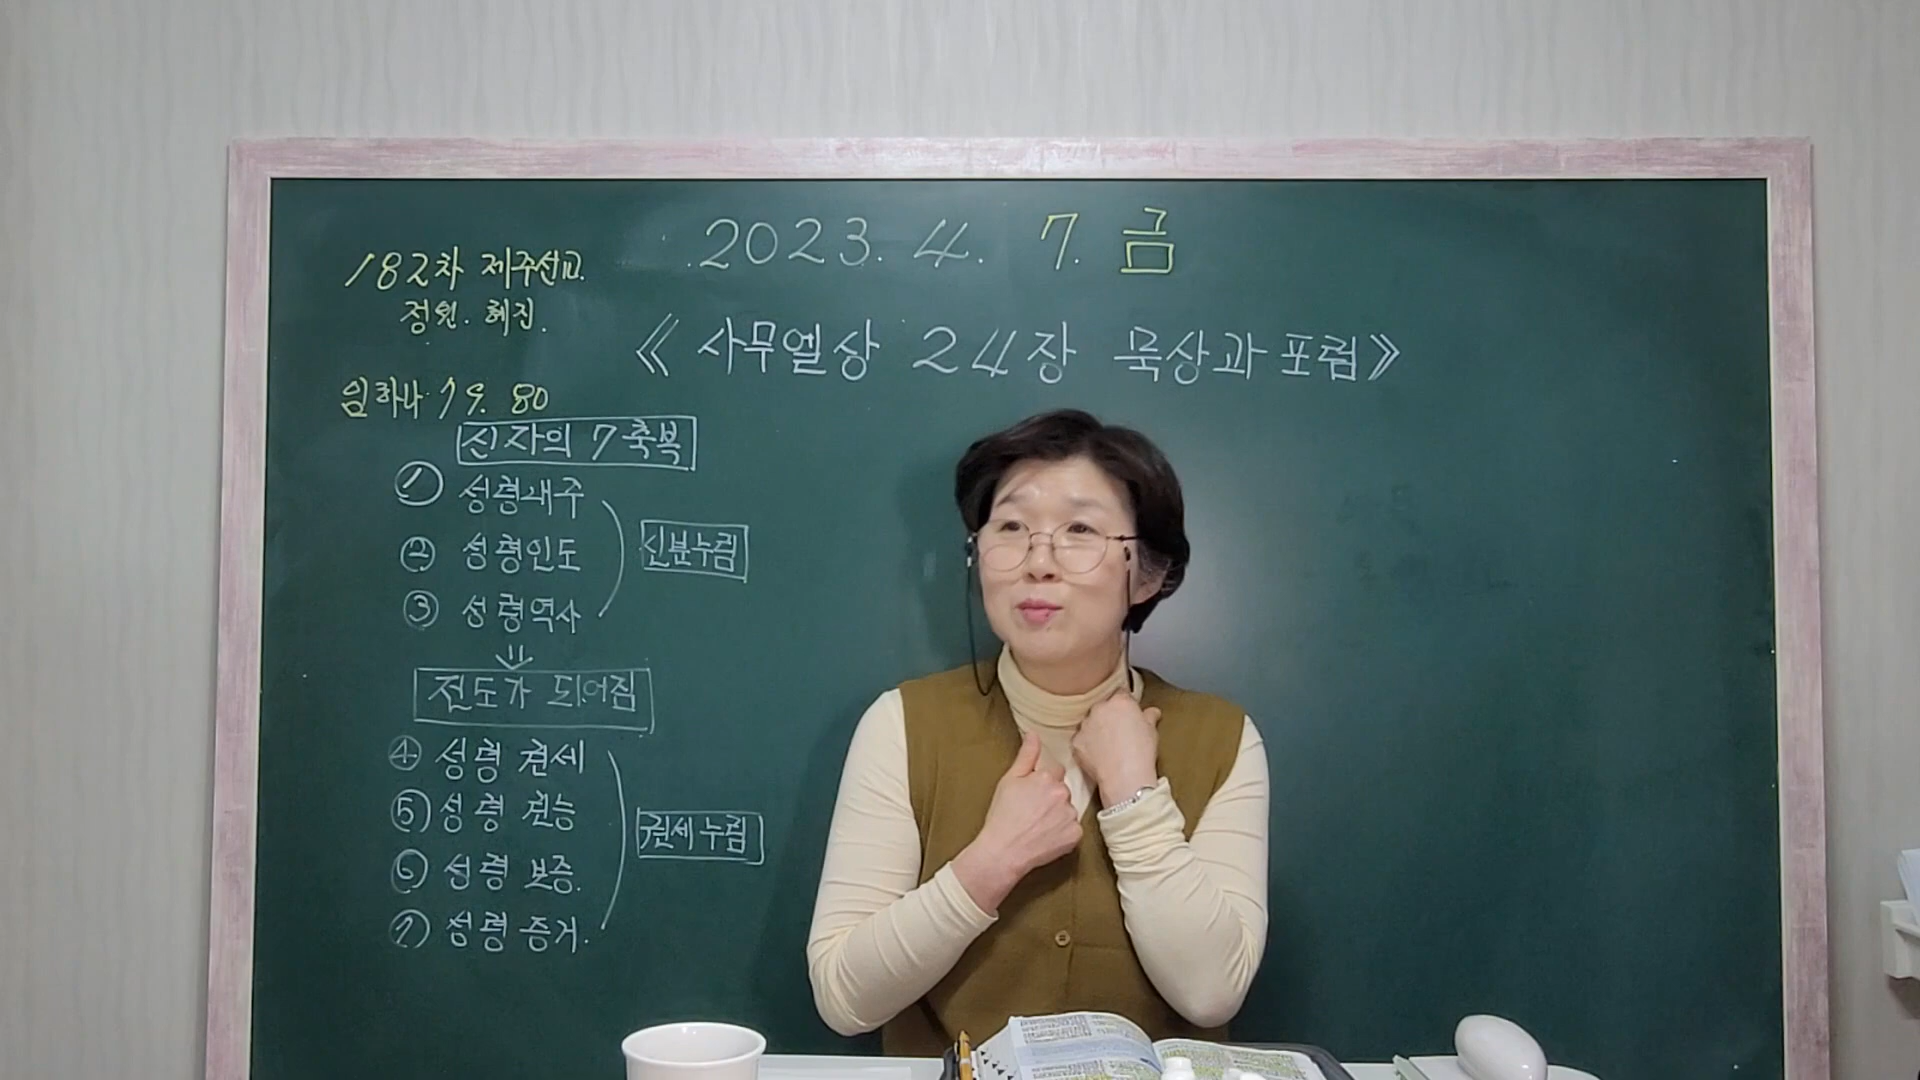 2023. 4. 7. 금
《 사무엘상 24장 묵상과 포럼》
182차 제주선교
정원. 혜진.
임하나 79. 80
신자의 7축복
① 성령내주
② 성령인도
③ 성령역사
신분누림
전도가 되어짐
④ 성령 권세
⑤ 성령 권능
⑥ 성령 보증.
⑦ 성령 증거.
권세누림